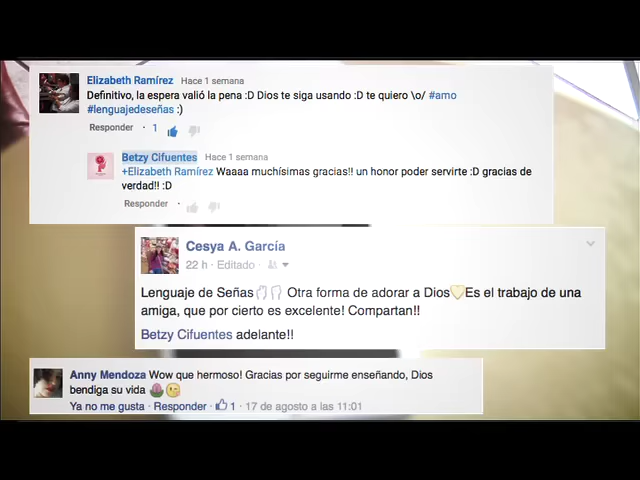 Elizabeth Ramírez Hace 1 semana
Definitivo, la espera valió la pena :D Dios te siga usando :D te quiero \o/ #amo
#lenguajedeseñas :)
Responder · 1
Betzy Cifuentes Hace 1 semana
+Elizabeth Ramírez Waaaa muchísimas gracias!! un honor poder servirte :D gracias de
verdad!! :D
Responder ·
Cesya A. García
22 h · Editado ·
Lenguaje de Señas Otra forma de adorar a Dios Es el trabajo de una
amiga, que por cierto es excelente! Compartan!!
Betzy Cifuentes adelante!!
Anny Mendoza Wow que hermoso! Gracias por seguirme enseñando, Dios
bendiga su vida
Ya no me gusta · Responder · 1 · 17 de agosto a las 11:01